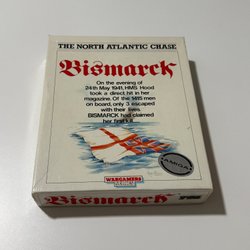 THE NORTH ATLANTIC CHASE
Bismarck
On the evening of
24th May 1941, HMS Hood
took a direct hit in her
magazine. Of the 1415 men
on board, only 3 escaped
with their lives.
BISMARCK had claimed
her first kill.
AMIGA
WARGAMERS
Bismarck